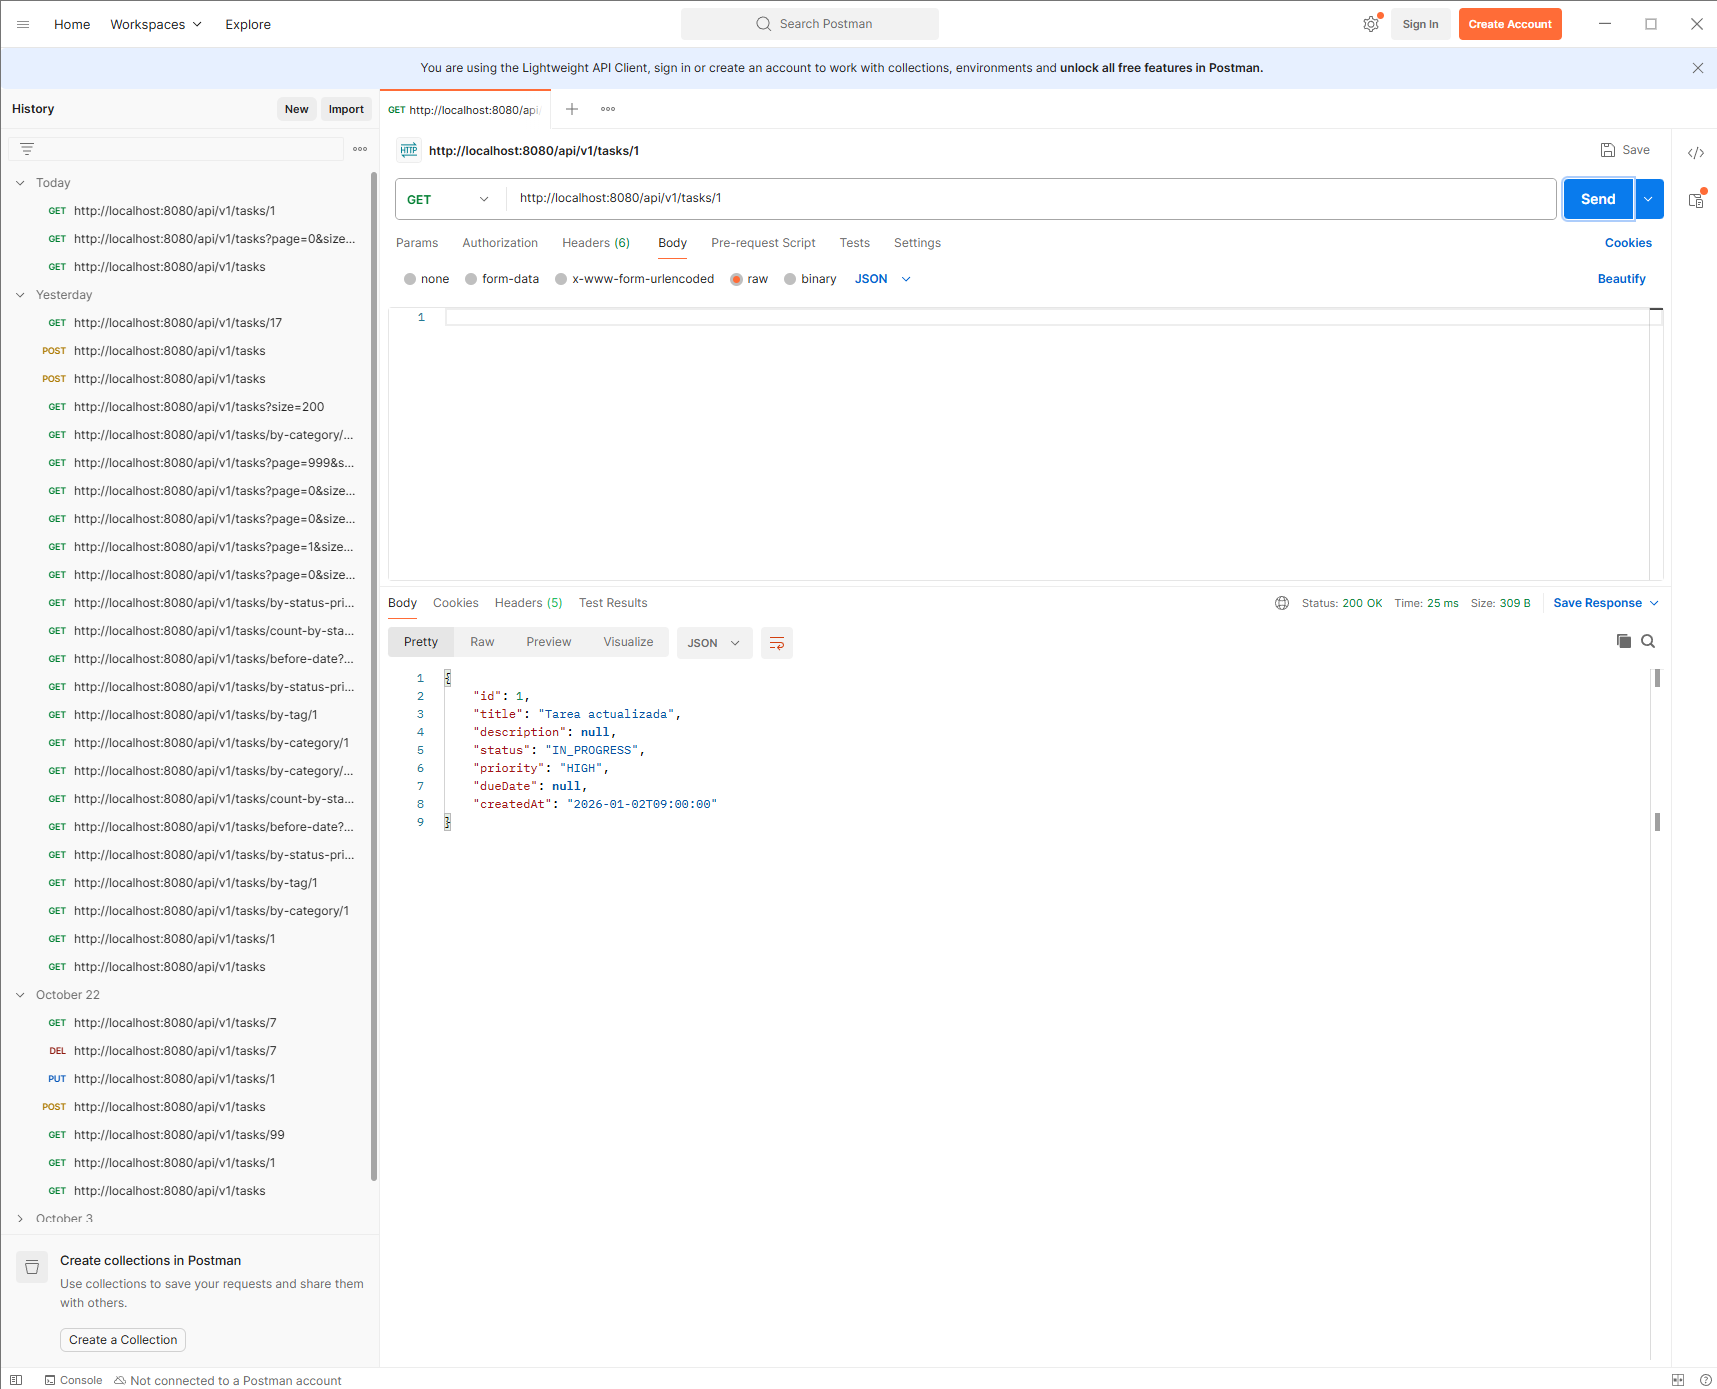 Home Workspaces Explore Search Postman Sign In Create Account
You are using the Lightweight API Client, sign in or create an account to work with collections, environments and unlock all free features in Postman.
History New Import
GET http://localhost:8080/api/
HTTP http://localhost:8080/api/v1/tasks/1 Save
GET http://localhost:8080/api/v1/tasks/1 Send
Params Authorization Headers (6) Body Pre-request Script Tests Settings Cookies
none form-data x-www-form-urlencoded raw binary JSON Beautify
1
Today
GET http://localhost:8080/api/v1/tasks/1
GET http://localhost:8080/api/v1/tasks?page=0&size...
GET http://localhost:8080/api/v1/tasks
Yesterday
GET http://localhost:8080/api/v1/tasks/17
POST http://localhost:8080/api/v1/tasks
POST http://localhost:8080/api/v1/tasks
GET http://localhost:8080/api/v1/tasks?size=200
GET http://localhost:8080/api/v1/tasks/by-category/...
GET http://localhost:8080/api/v1/tasks?page=999&s...
GET http://localhost:8080/api/v1/tasks?page=0&size...
GET http://localhost:8080/api/v1/tasks?page=0&size...
GET http://localhost:8080/api/v1/tasks?page=1&size...
GET http://localhost:8080/api/v1/tasks?page=0&size...
GET http://localhost:8080/api/v1/tasks/by-status-pri...
GET http://localhost:8080/api/v1/tasks/count-by-sta...
GET http://localhost:8080/api/v1/tasks/before-date?...
GET http://localhost:8080/api/v1/tasks/by-status-pri...
GET http://localhost:8080/api/v1/tasks/by-tag/1
GET http://localhost:8080/api/v1/tasks/by-category/1
GET http://localhost:8080/api/v1/tasks/by-category/...
GET http://localhost:8080/api/v1/tasks/count-by-sta...
GET http://localhost:8080/api/v1/tasks/before-date?...
GET http://localhost:8080/api/v1/tasks/by-status-pri...
GET http://localhost:8080/api/v1/tasks/by-tag/1
GET http://localhost:8080/api/v1/tasks/by-category/1
GET http://localhost:8080/api/v1/tasks/1
GET http://localhost:8080/api/v1/tasks
October 22
GET http://localhost:8080/api/v1/tasks/7
DEL http://localhost:8080/api/v1/tasks/7
PUT http://localhost:8080/api/v1/tasks/1
POST http://localhost:8080/api/v1/tasks
GET http://localhost:8080/api/v1/tasks/99
GET http://localhost:8080/api/v1/tasks/1
GET http://localhost:8080/api/v1/tasks
October 3
Create collections in Postman
Use collections to save your requests and share them
with others.
Create a Collection
Body Cookies Headers (5) Test Results Status: 200 OK Time: 25 ms Size: 309 B Save Response
Pretty Raw Preview Visualize JSON
1 {
2 "id": 1,
3 "title": "Tarea actualizada",
4 "description": null,
5 "status": "IN_PROGRESS",
6 "priority": "HIGH",
7 "dueDate": null,
8 "createdAt": "2026-01-02T09:00:00"
9 }
Console Not connected to a Postman account